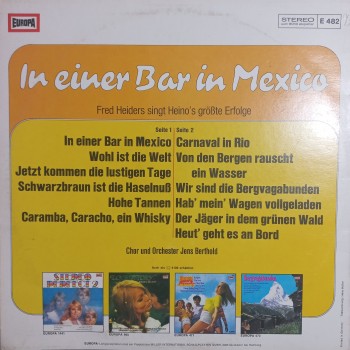 EUROPA
STEREO
E 482
In einer Bar in Mexico
Fred Heiders singt Heino's größte Erfolge
Seite 1
In einer Bar in Mexico
Wohl ist die Welt
Jetzt kommen die lustigen Tage
Schwarzbraun ist die Haselnuß
Hohe Tannen
Caramba, Caracho, ein Whisky
Seite 2
Carnaval in Rio
Von den Bergen rauscht
ein Wasser
Wir sind die Bergvagabunden
Hab' mein' Wagen vollgeladen
Der Jäger in dem grünen Wald
Heut' geht es an Bord
Chor und Orchester Jens Berthold